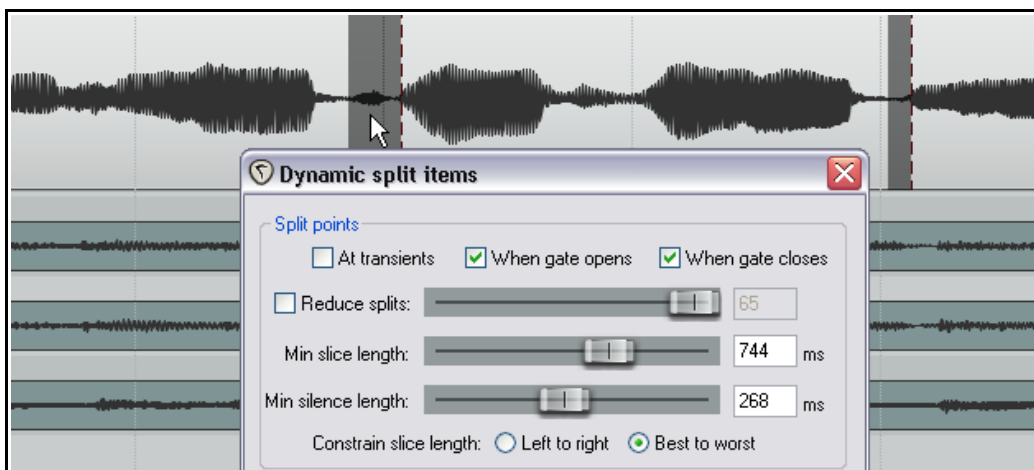 Dynamic split items
Split points
At transients When gate opens When gate closes
Reduce splits: 65
Min slice length: 744 ms
Min silence length: 268 ms
Constrain slice length: Left to right Best to worst